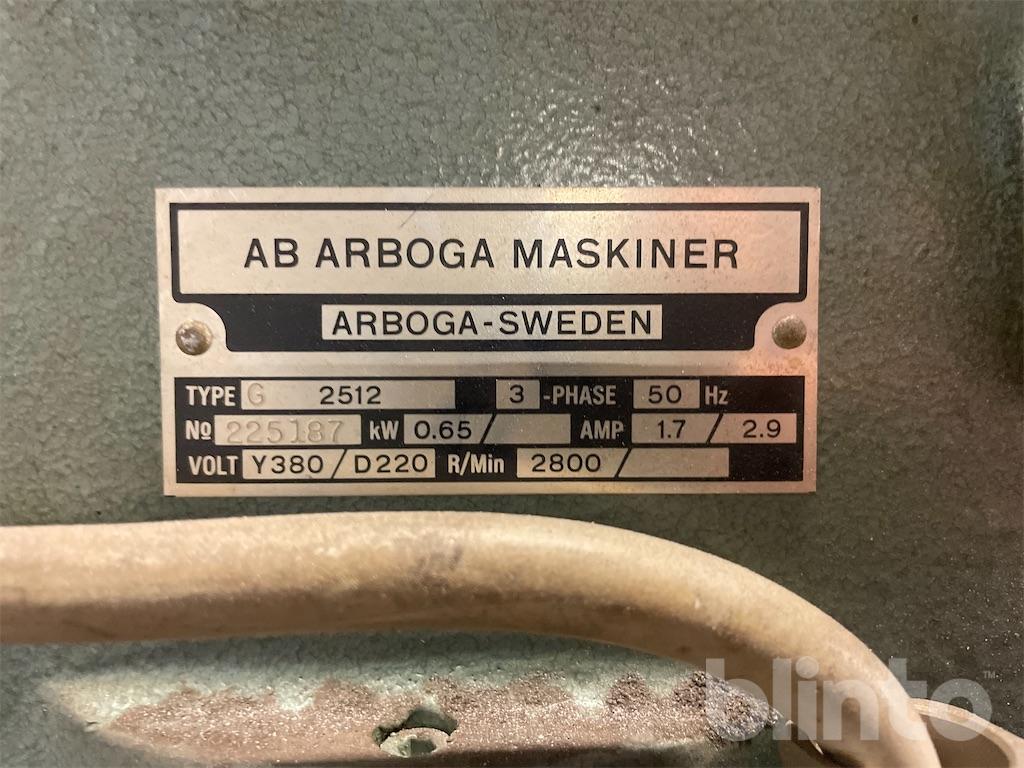 AB ARBOGA MASKINER
ARBOGA-SWEDEN
TYPE G 2512 3 -PHASE 50 Hz
No 225187 kW 0.65 / AMP 1.7 / 2.9
VOLT Y380 / D220 R/Min 2800 /
blinto™